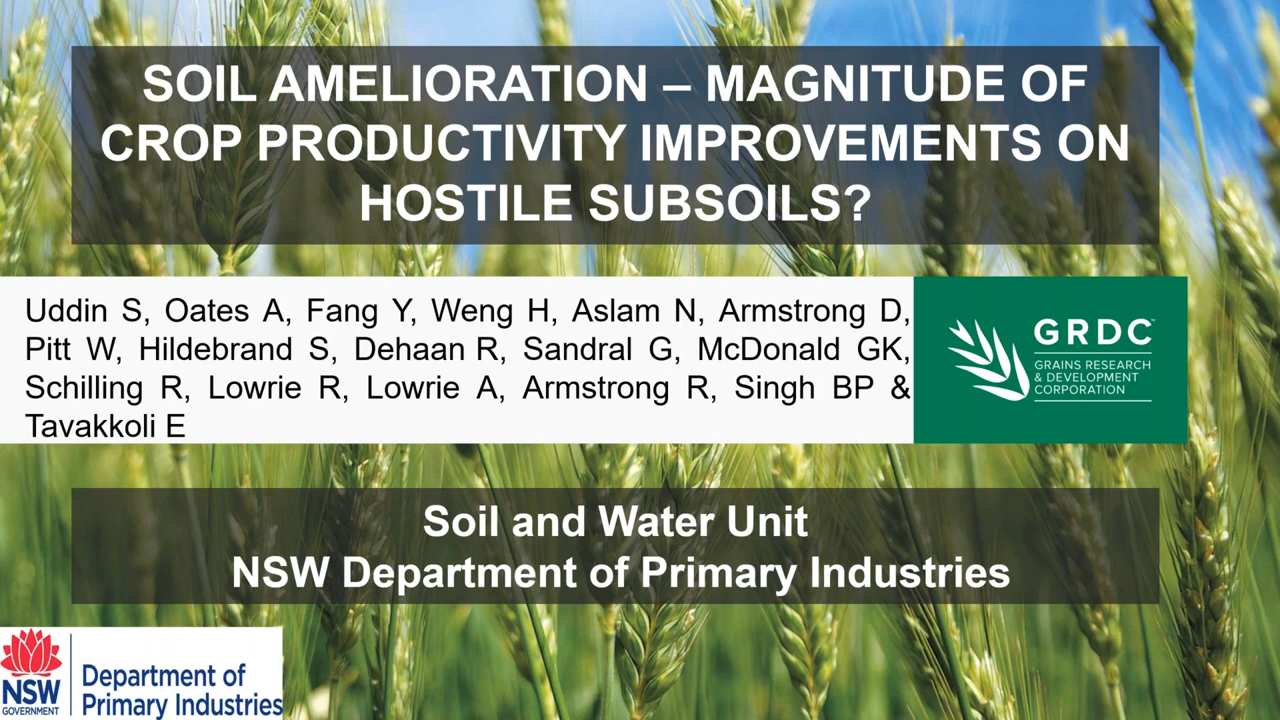 SOIL AMELIORATION – MAGNITUDE OF
CROP PRODUCTIVITY IMPROVEMENTS ON
HOSTILE SUBSOILS?
Uddin S, Oates A, Fang Y, Weng H, Aslam N, Armstrong D,
Pitt W, Hildebrand S, Dehaan R, Sandral G, McDonald GK,
Schilling R, Lowrie R, Lowrie A, Armstrong R, Singh BP &
Tavakkoli E
GRDC™
GRAINS RESEARCH
& DEVELOPMENT
CORPORATION
Soil and Water Unit
NSW Department of Primary Industries
NSW
GOVERNMENT
Department of
Primary Industries